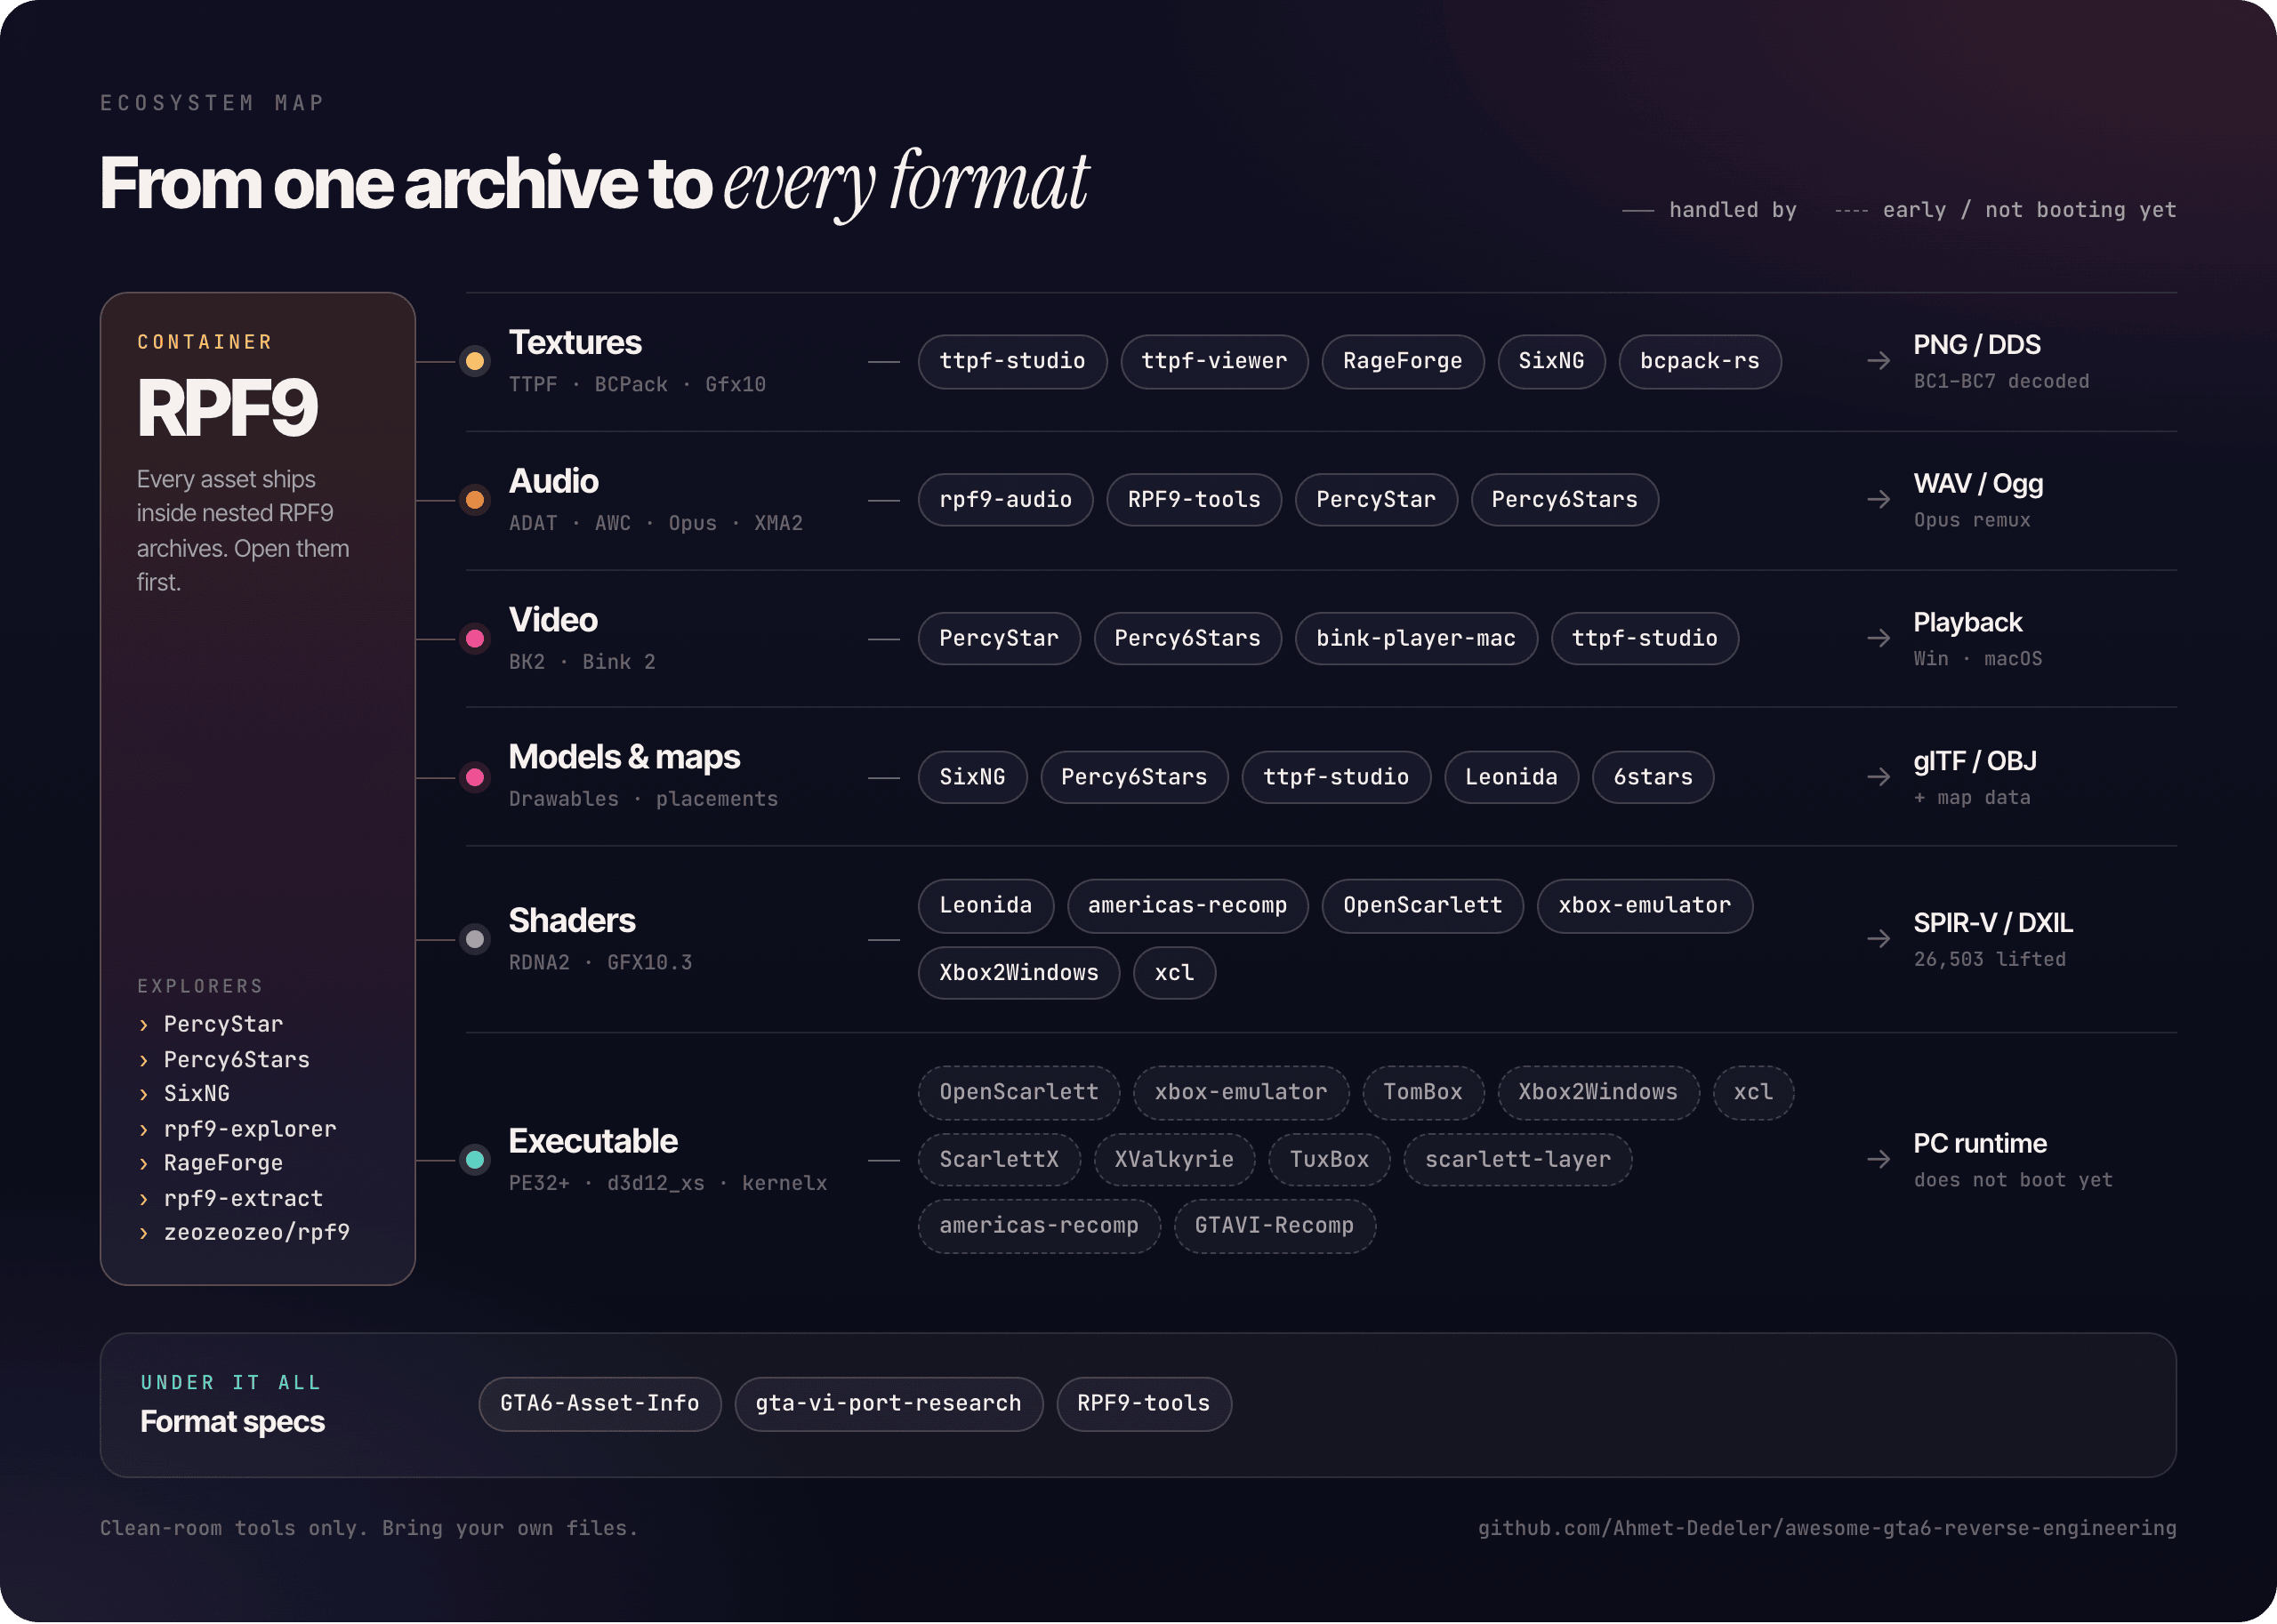 ECOSYSTEM MAP
From one archive to every format
handled by
early / not booting yet
CONTAINER
RPF9
Every asset ships
inside nested RPF9
archives. Open them
first.
EXPLORERS
› PercyStar
› Percy6Stars
› SixNG
› rpf9-explorer
› RageForge
› rpf9-extract
› zeozeozeo/rpf9
Textures
TTPF · BCPack · Gfx10
ttpf-studio ttpf-viewer RageForge SixNG bcpack-rs
→ PNG / DDS
BC1–BC7 decoded
Audio
ADAT · AWC · Opus · XMA2
rpf9-audio RPF9-tools PercyStar Percy6Stars
→ WAV / Ogg
Opus remux
Video
BK2 · Bink 2
PercyStar Percy6Stars bink-player-mac ttpf-studio
→ Playback
Win · macOS
Models & maps
Drawables · placements
SixNG Percy6Stars ttpf-studio Leonida 6stars
→ glTF / OBJ
+ map data
Shaders
RDNA2 · GFX10.3
Leonida americas-recomp OpenScarlett xbox-emulator
Xbox2Windows xcl
→ SPIR-V / DXIL
26,503 lifted
Executable
PE32+ · d3d12_xs · kernelx
OpenScarlett xbox-emulator TomBox Xbox2Windows xcl
ScarlettX XValkyrie TuxBox scarlett-layer
americas-recomp GTAVI-Recomp
→ PC runtime
does not boot yet
UNDER IT ALL
Format specs
GTA6-Asset-Info gta-vi-port-research RPF9-tools
Clean-room tools only. Bring your own files.
github.com/Ahmet-Dedeler/awesome-gta6-reverse-engineering